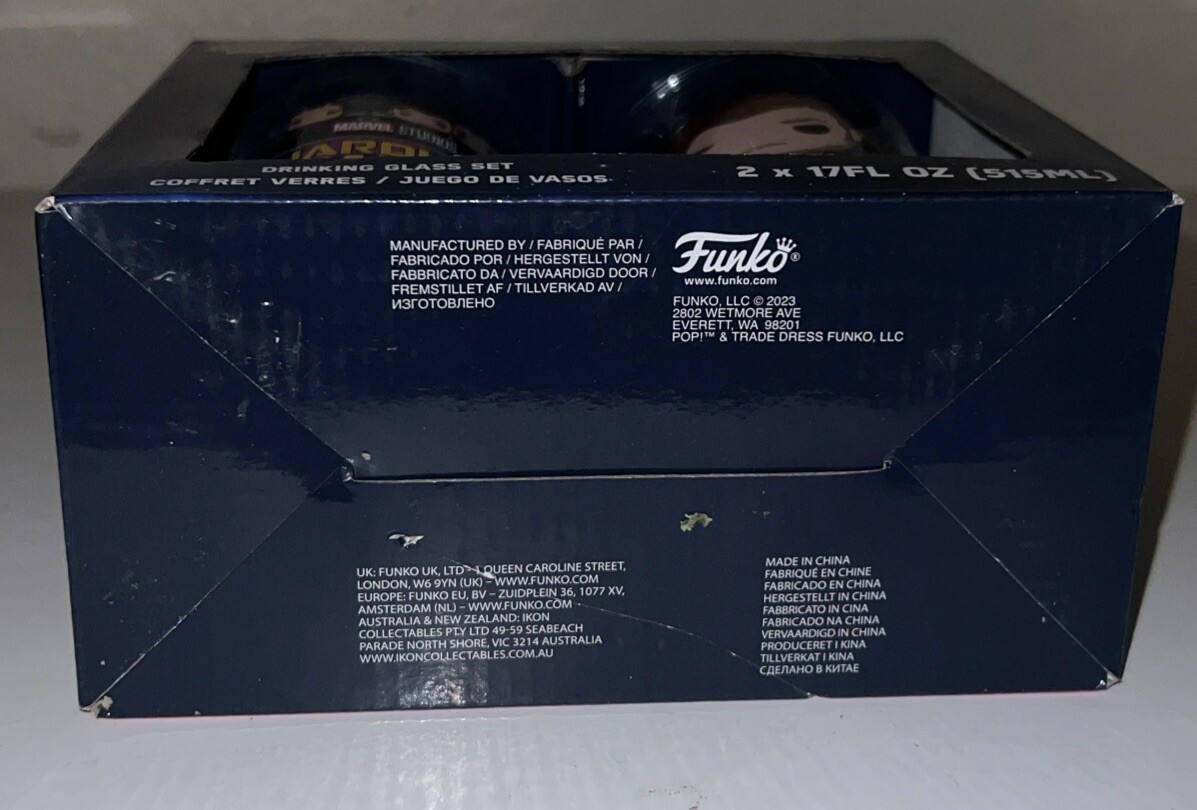 MARVEL STUDIOS
DRINKING GLASS SET
COFFRET VERRES / JUEGO DE VASOS
2 x 17FL OZ (515ML)
MANUFACTURED BY / FABRIQUÉ PAR /
FABRICADO POR / HERGESTELLT VON /
FABBRICATO DA / VERVAARDIGD DOOR /
FREMSTILLET AF / TILLVERKAD AV /
ИЗГОТОВЛЕНО
Funko®
www.funko.com
FUNKO, LLC © 2023
2802 WETMORE AVE
EVERETT, WA 98201
POP!™ & TRADE DRESS FUNKO, LLC
UK: FUNKO UK, LTD - 1 QUEEN CAROLINE STREET,
LONDON, W6 9YN (UK) – WWW.FUNKO.COM
EUROPE: FUNKO EU, BV – ZUIDPLEIN 36, 1077 XV,
AMSTERDAM (NL) – WWW.FUNKO.COM
AUSTRALIA & NEW ZEALAND: IKON
COLLECTABLES PTY LTD 49-59 SEABEACH
PARADE NORTH SHORE, VIC 3214 AUSTRALIA
WWW.IKONCOLLECTABLES.COM.AU
MADE IN CHINA
FABRIQUÉ EN CHINE
FABRICADO EN CHINA
HERGESTELLT IN CHINA
FABBRICATO IN CINA
FABRICADO NA CHINA
VERVAARDIGD IN CHINA
PRODUCERET I KINA
TILLVERKAT I KINA
СДЕЛАНО В КИТАЕ